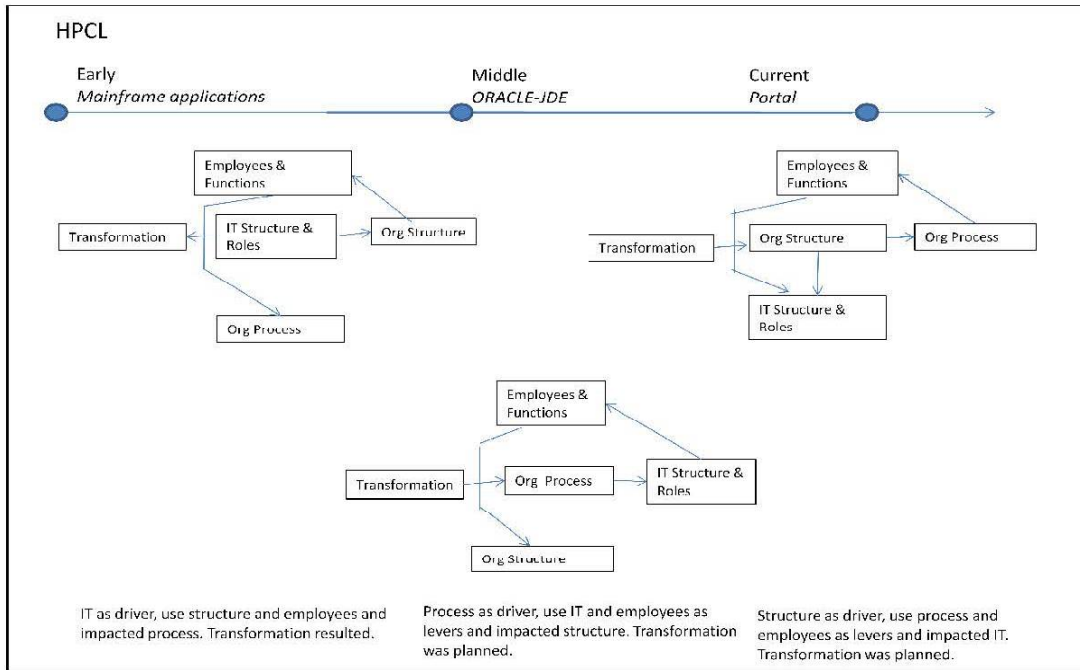 HPCL
Early
Mainframe applications
Middle
ORACLE-JDE
Current
Portal
Employees &
Functions
Transformation
IT Structure &
Roles
Org Structure
Org Process
Employees &
Functions
Transformation
Org Structure
Org Process
IT Structure &
Roles
Employees &
Functions
Transformation
Org Process
IT Structure &
Roles
Org Structure
IT as driver, use structure and employees and
impacted process. Transformation resulted.
Process as driver, use IT and employees as
levers and impacted structure. Transformation
was planned.
Structure as driver, use process and
employees as levers and impacted IT.
Transformation was planned.